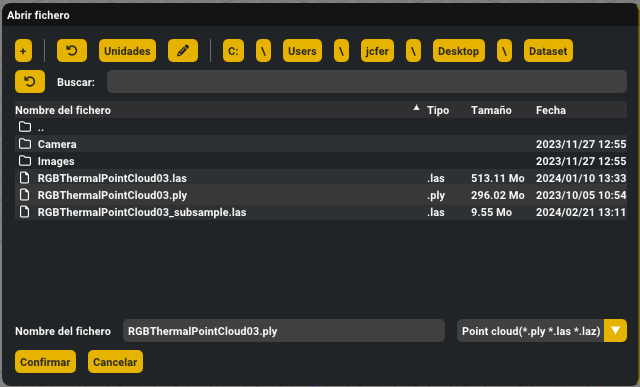 Abrir fichero
+ Unidades C: \ Users \ jcfer \ Desktop \ Dataset
Buscar:
Nombre del fichero Tipo Tamaño Fecha
..
Camera 2023/11/27 12:55
Images 2023/11/27 12:55
RGBThermalPointCloud03.las .las 513.11 Mo 2024/01/10 13:33
RGBThermalPointCloud03.ply .ply 296.02 Mo 2023/10/05 10:54
RGBThermalPointCloud03_subsample.las .las 9.55 Mo 2024/02/21 13:11
Nombre del fichero RGBThermalPointCloud03.ply Point cloud(*.ply *.las *.laz)
Confirmar Cancelar